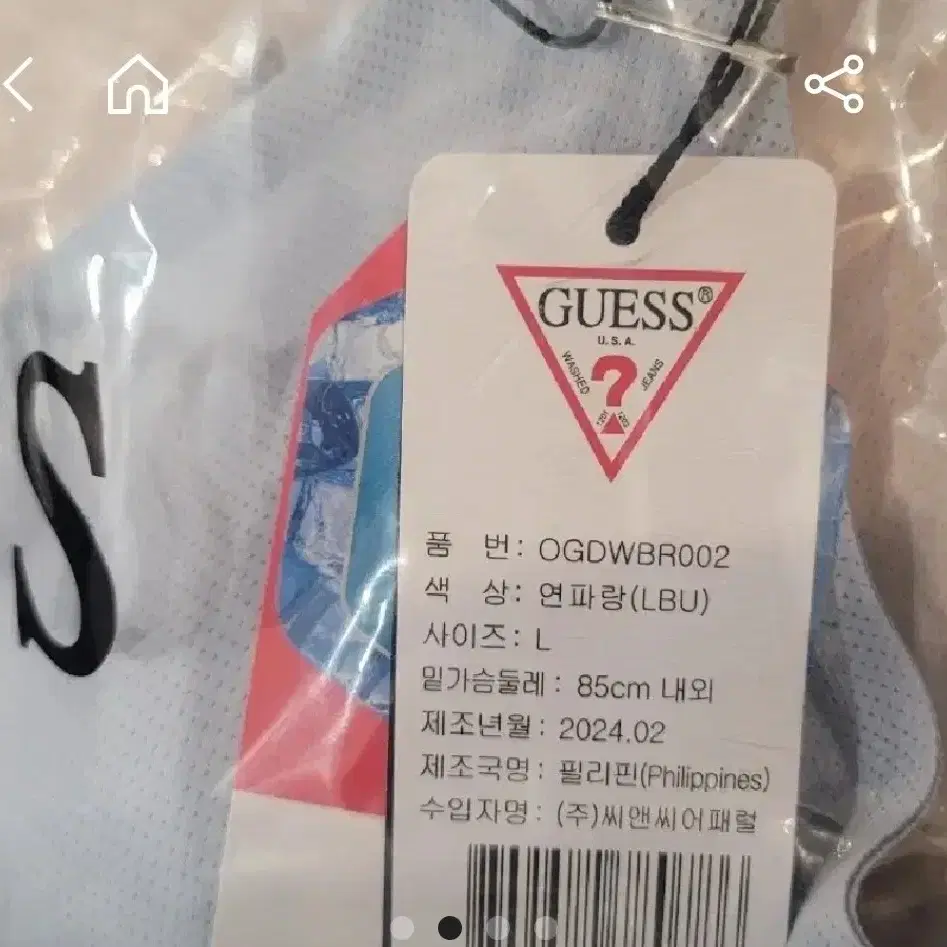 GUESS®
U.S.A.
WASHED
JEANS
?
S
품 번: OGDWBR002
색 상: 연파랑(LBU)
사이즈: L
밑가슴둘레: 85cm 내외
제조년월: 2024.02
제조국명: 필리핀(Philippines)
수입자명: (주)씨앤씨어패럴